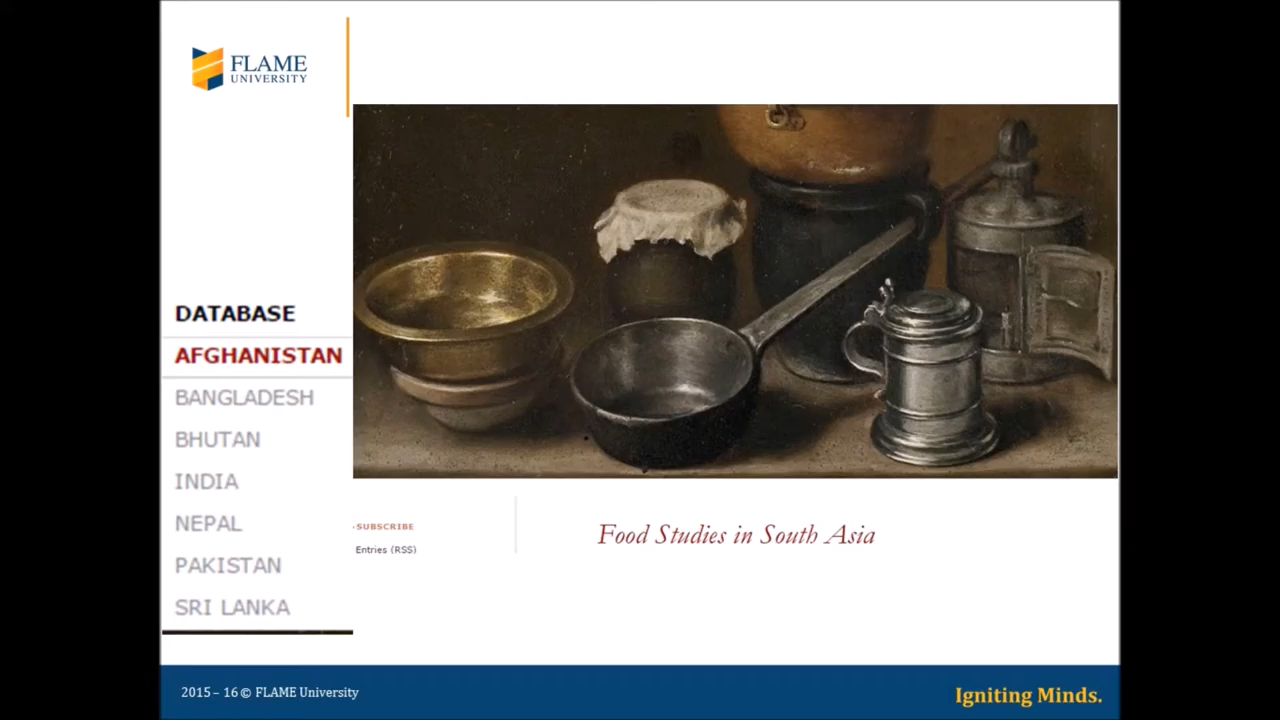 FLAME
UNIVERSITY
DATABASE
AFGHANISTAN
BANGLADESH
BHUTAN
INDIA
NEPAL
PAKISTAN
SRI LANKA
SUBSCRIBE
Entries (RSS)
Food Studies in South Asia
2015 – 16 © FLAME University
Igniting Minds.